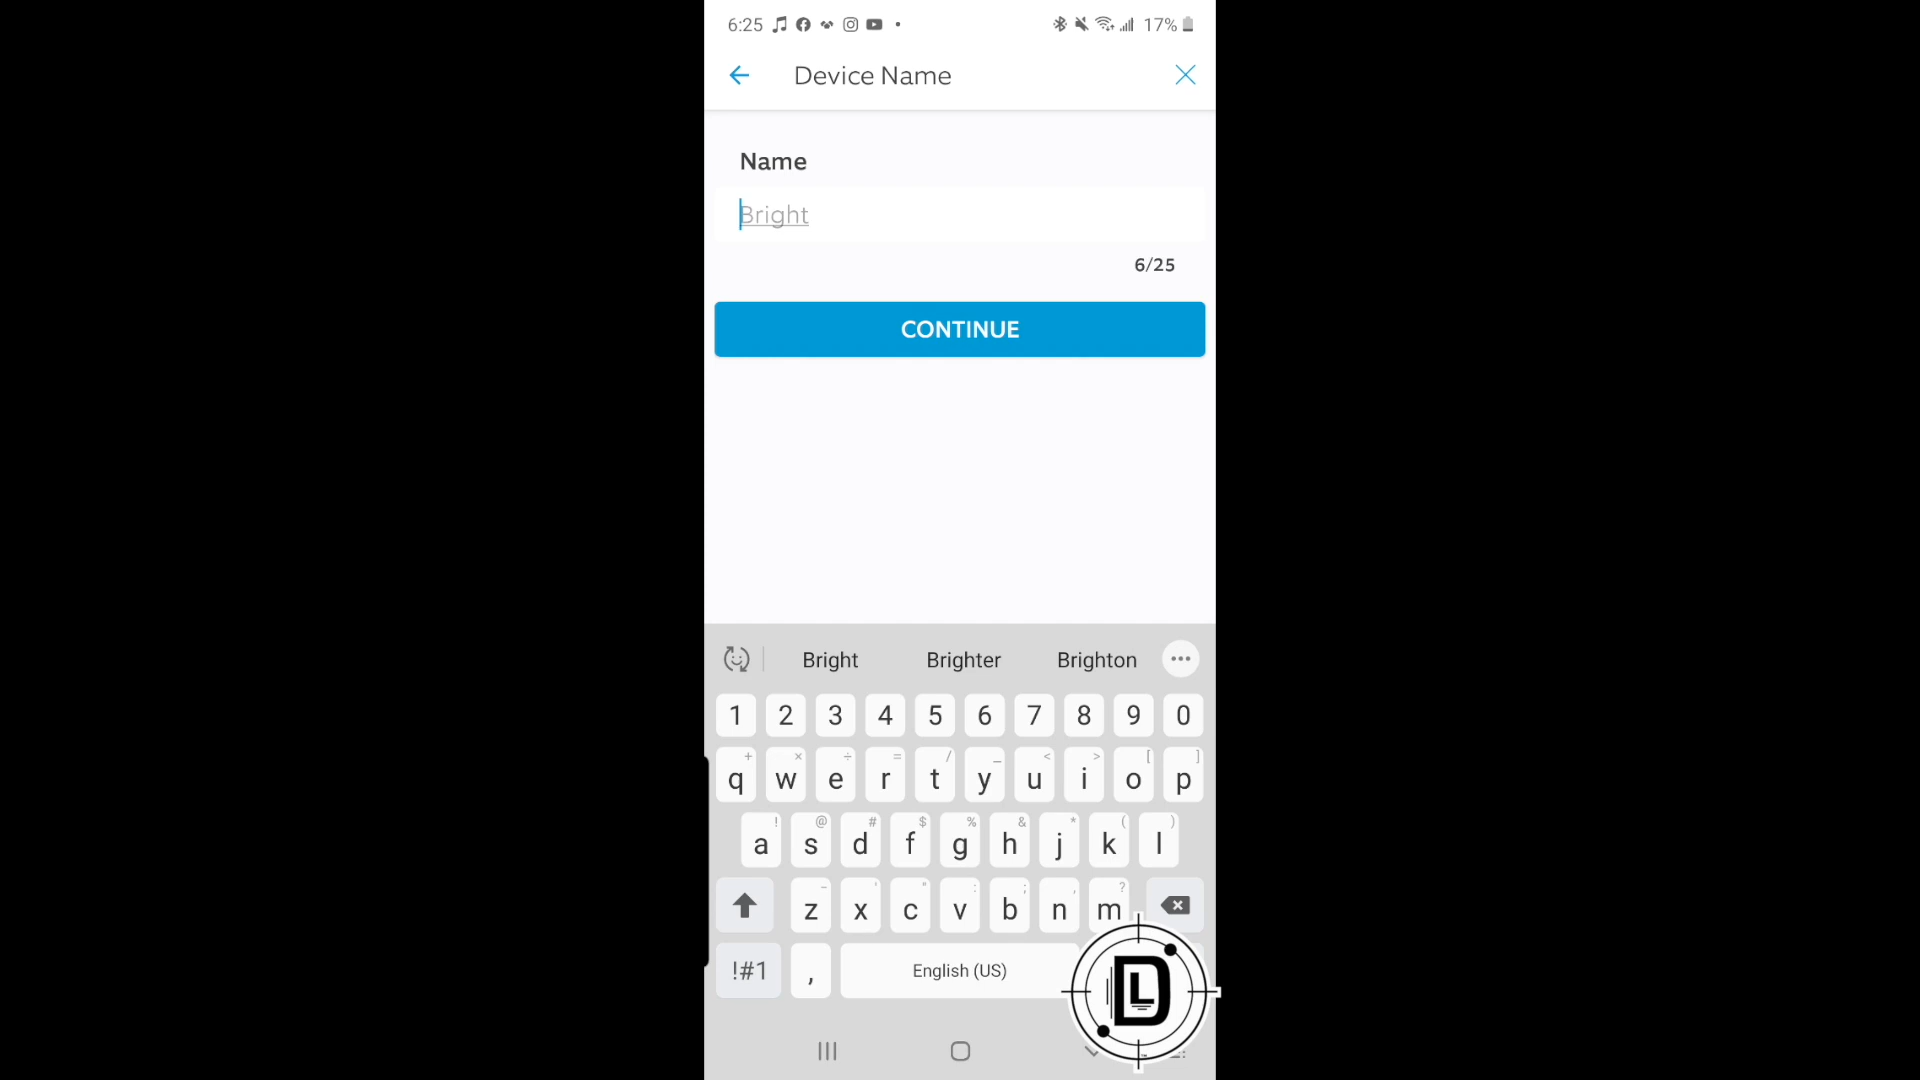 6:25 17%
Device Name
Name
Bright
6/25
CONTINUE
Bright Brighter Brighton
1 2 3 4 5 6 7 8 9 0
+ × ÷ = / _ < > [ ]
q w e r t y u i o p
! @ # $ % & * ( )
a s d f g h j k l
- ' " : ; , ?
z x c v b n m
!#1 , English (US)
DL